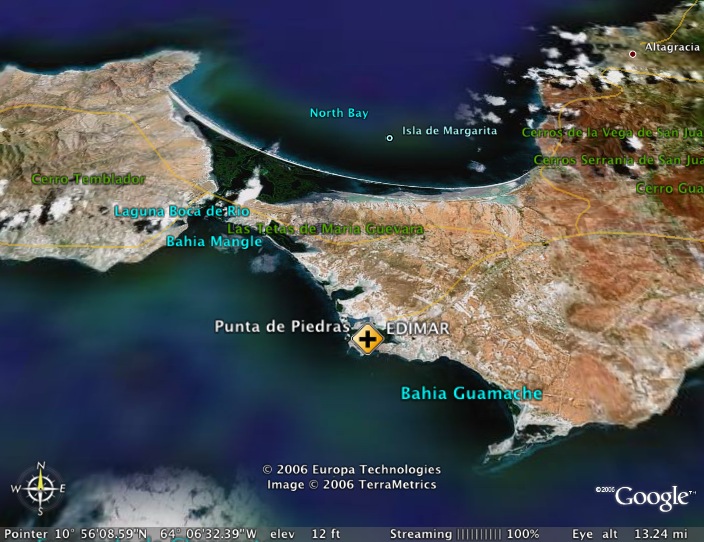 Altagracia
North Bay
Isla de Margarita
Cerros de la Vega de San Jua
Cerros Serrania de San Jua
Cerro Temblador
Cerro Gua
Laguna Boca de Rio
Las Tetas de Maria Guevara
Bahia Mangle
Punta de Piedras
EDIMAR
Bahia Guamache
N
W
E
S
© 2006 Europa Technologies
Image © 2006 TerraMetrics
©2006 Google™
Pointer 10° 56'08.59"N 64° 06'32.39"W elev 12 ft Streaming |||||||||| 100% Eye alt 13.24 mi